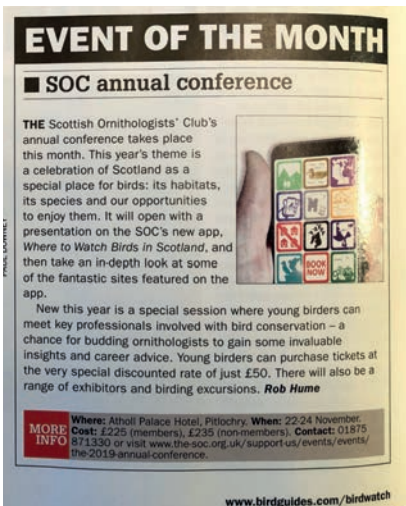 EVENT OF THE MONTH
SOC annual conference
THE Scottish Ornithologists' Club's
annual conference takes place
this month. This year's theme is
a celebration of Scotland as a
special place for birds: its habitats,
its species and our opportunities
to enjoy them. It will open with a
presentation on the SOC's new app,
Where to Watch Birds in Scotland, and
then take an in-depth look at some
of the fantastic sites featured on the
app.
New this year is a special session where young birders can
meet key professionals involved with bird conservation – a
chance for budding ornithologists to gain some invaluable
insights and career advice. Young birders can purchase tickets at
the very special discounted rate of just £50. There will also be a
range of exhibitors and birding excursions. Rob Hume
BOOK
NOW
MORE
INFO
Where: Atholl Palace Hotel, Pitlochry. When: 22-24 November.
Cost: £225 (members), £235 (non-members). Contact: 01875
871330 or visit www.the-soc.org.uk/support-us/events/events/
the-2019-annual-conference.
www.birdguides.com/birdwatch